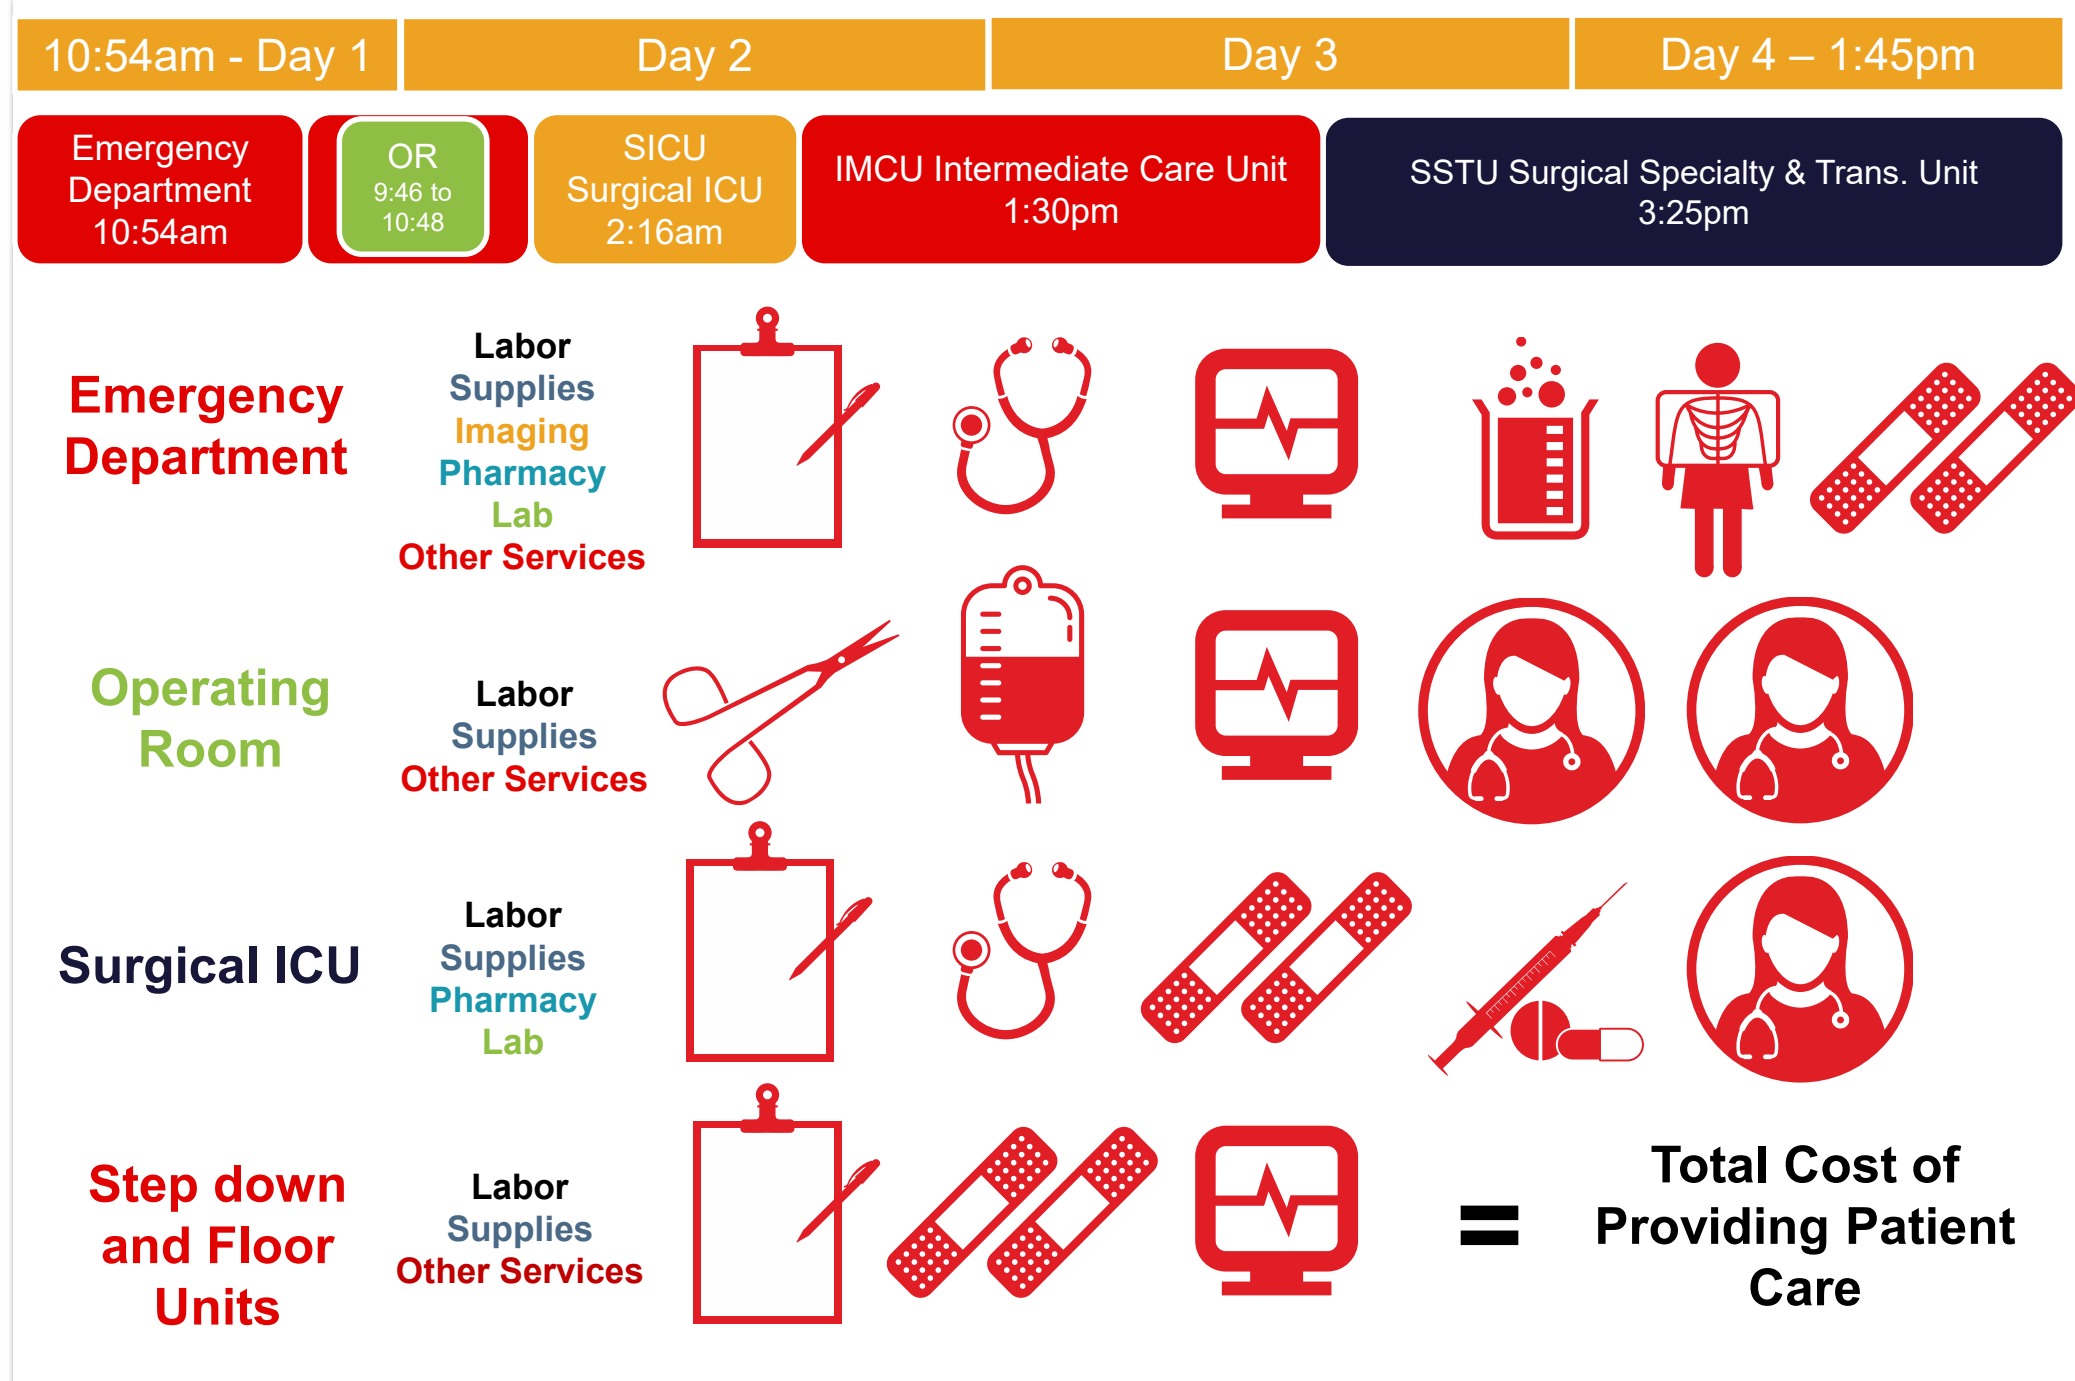 10:54am - Day 1
Day 2
Day 3
Day 4 – 1:45pm
Emergency
Department
10:54am
OR
9:46 to
10:48
SICU
Surgical ICU
2:16am
IMCU Intermediate Care Unit
1:30pm
SSTU Surgical Specialty & Trans. Unit
3:25pm
Emergency
Department
Labor
Supplies
Imaging
Pharmacy
Lab
Other Services
Operating
Room
Labor
Supplies
Other Services
Surgical ICU
Labor
Supplies
Pharmacy
Lab
Step down
and Floor
Units
Labor
Supplies
Other Services
=
Total Cost of
Providing Patient
Care